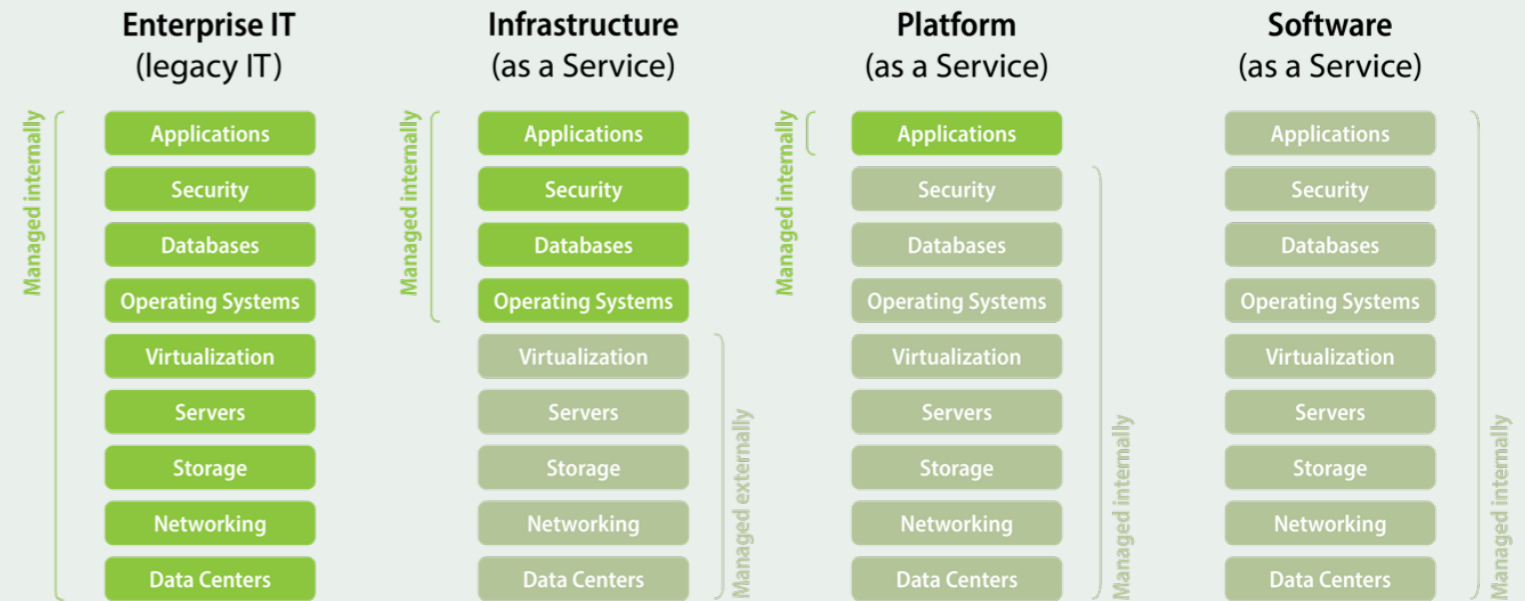 Enterprise IT
(legacy IT)
Managed internally
Applications
Security
Databases
Operating Systems
Virtualization
Servers
Storage
Networking
Data Centers
Infrastructure
(as a Service)
Managed internally
Applications
Security
Databases
Operating Systems
Virtualization
Servers
Storage
Networking
Data Centers
Managed externally
Platform
(as a Service)
Managed internally
Applications
Security
Databases
Operating Systems
Virtualization
Servers
Storage
Networking
Data Centers
Managed internally
Software
(as a Service)
Applications
Security
Databases
Operating Systems
Virtualization
Servers
Storage
Networking
Data Centers
Managed internally